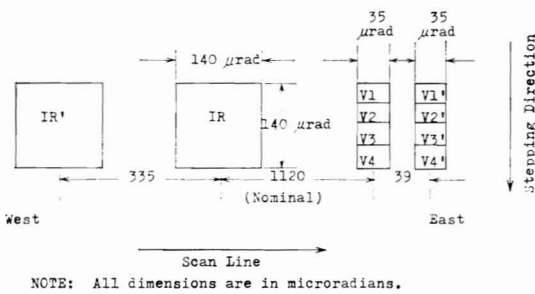 35 35
μrad μrad
140 μrad
IR' IR V1 V1'
V2 V2'
140 μrad
V3 V3'
V4 V4'
335 1120 39
(Nominal)
West East
Scan Line
Stepping Direction
NOTE: All dimensions are in microradians.